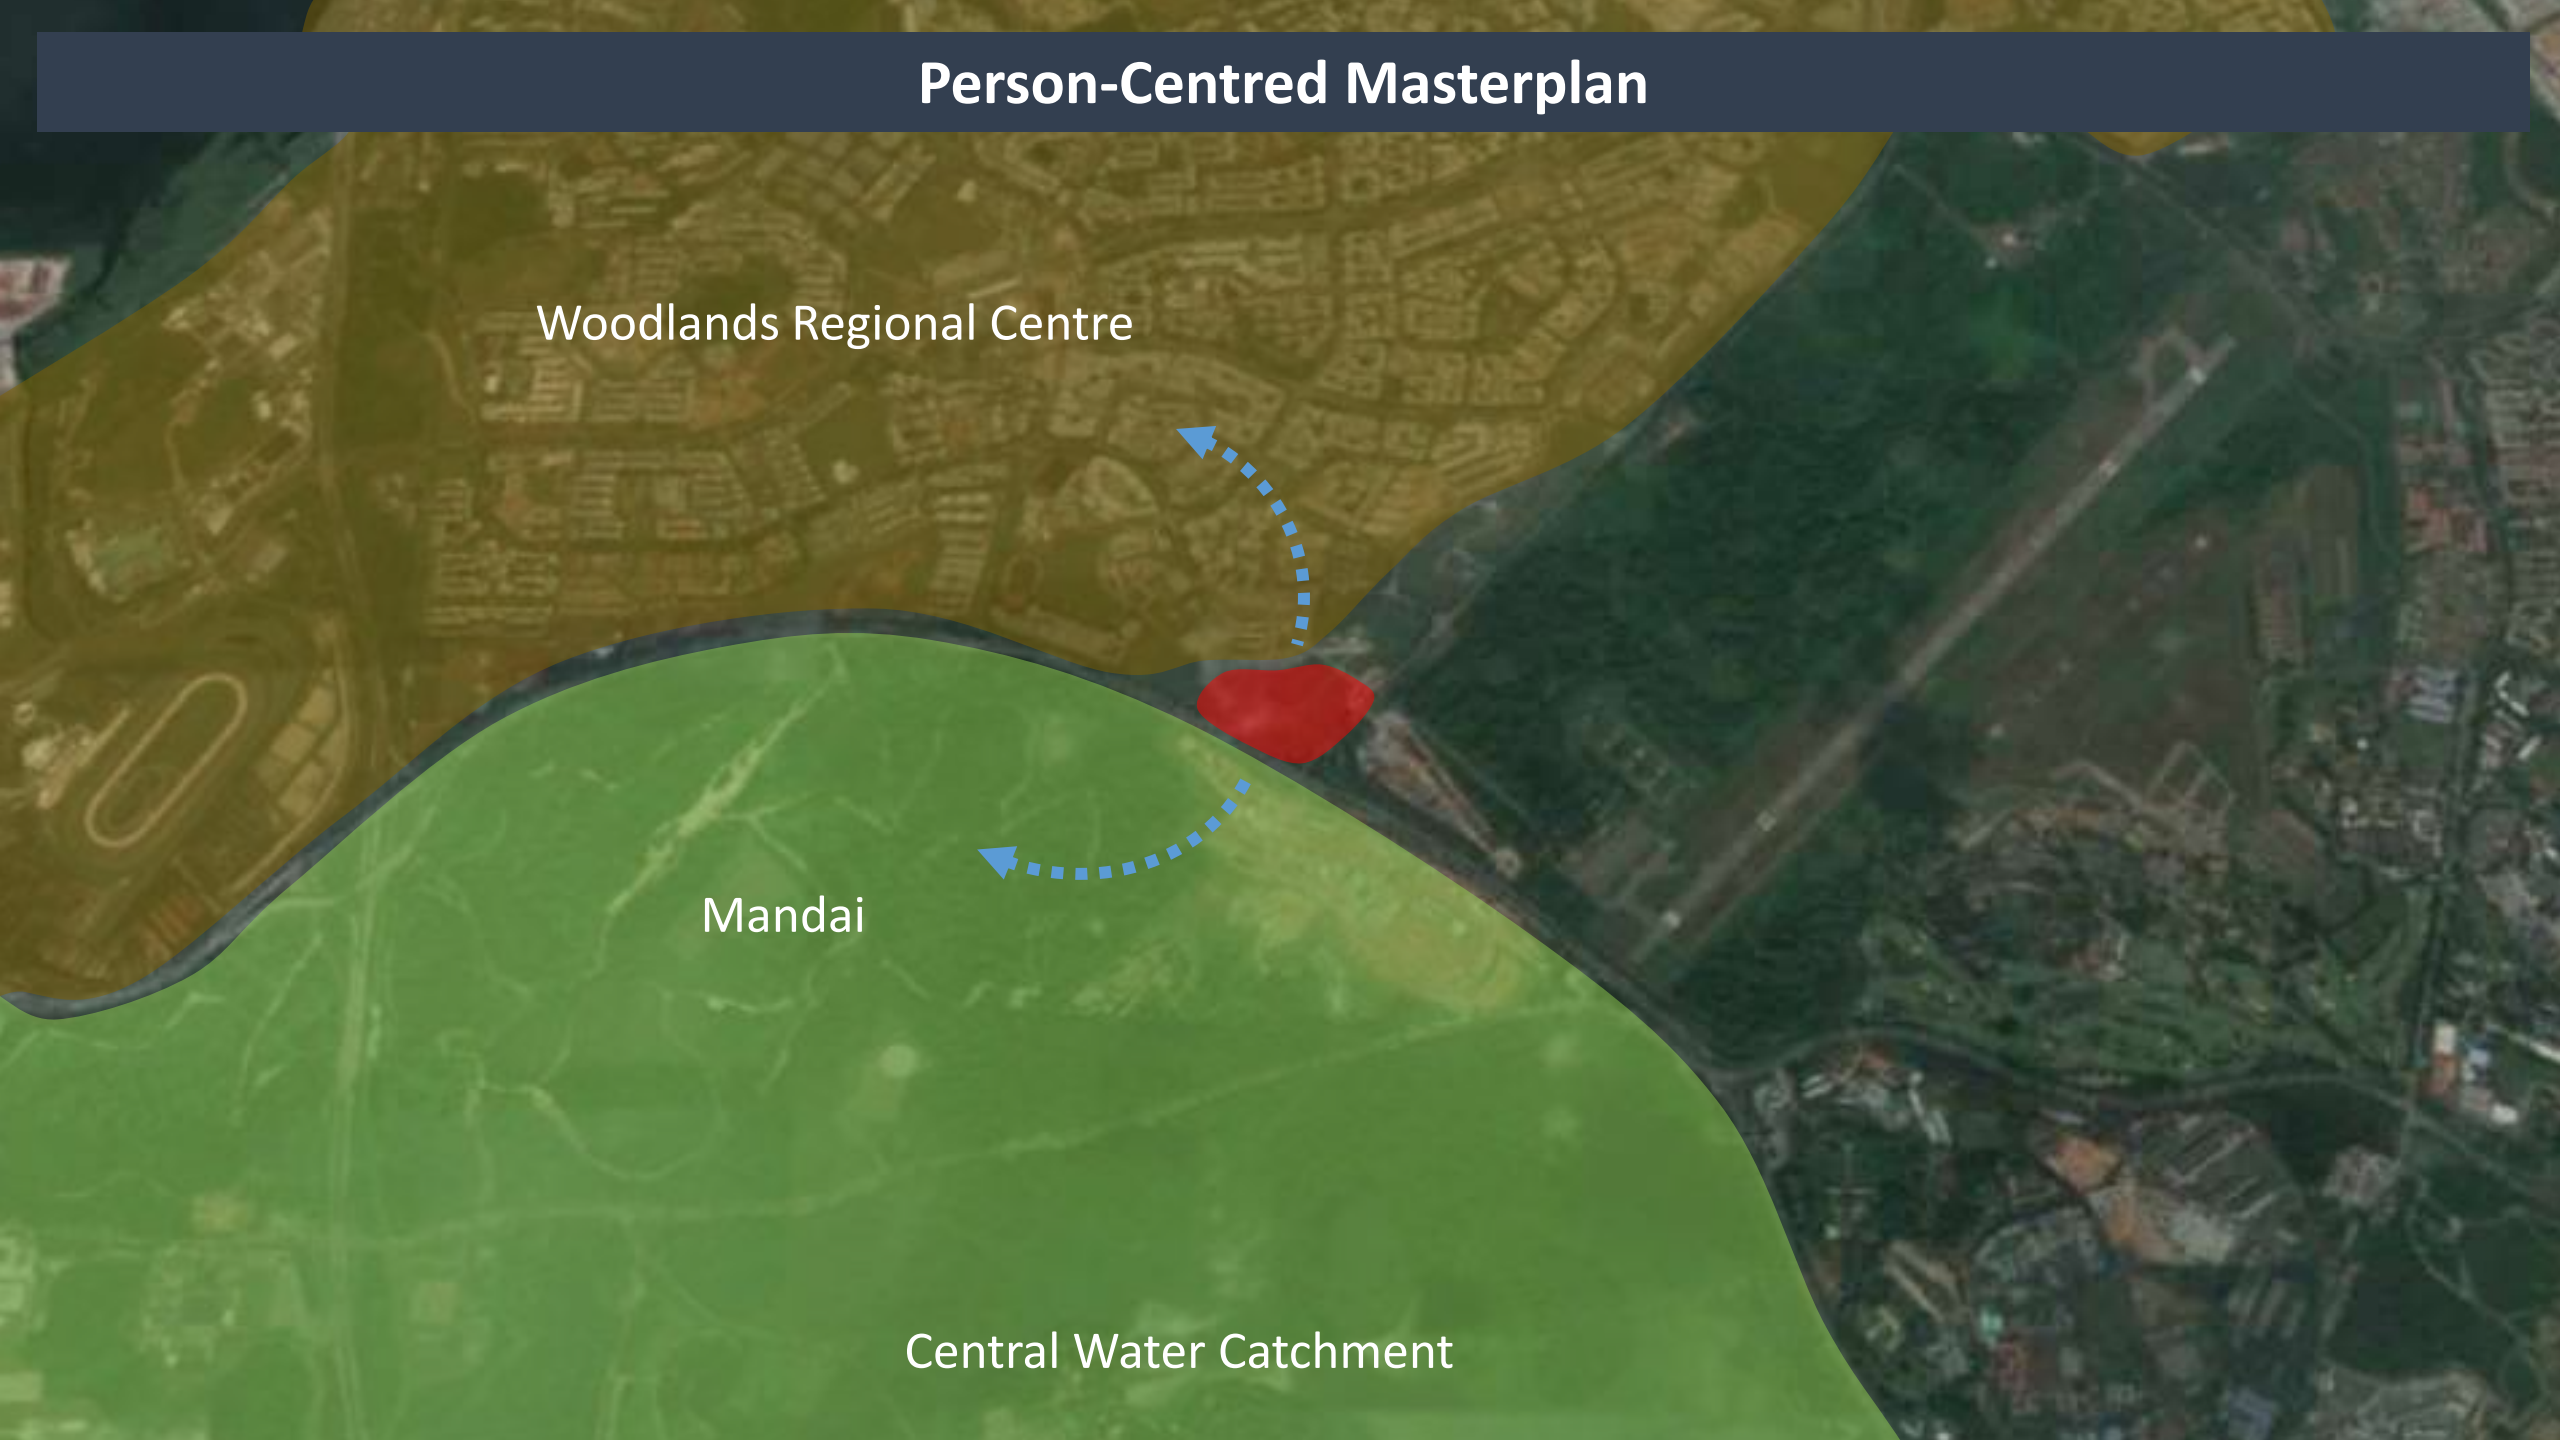 Person-Centred Masterplan
Woodlands Regional Centre
Mandai
Central Water Catchment